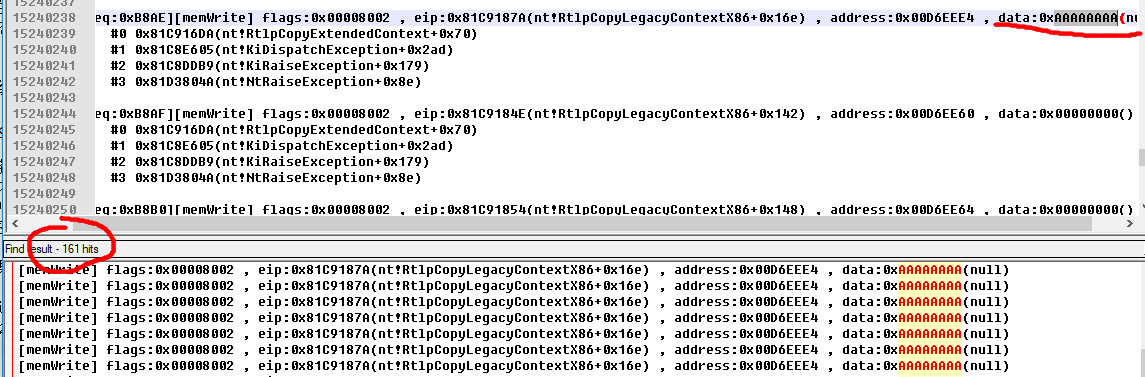 15240237
15240238 eq:B8AE][memWrite] flags:0x00008002 , eip:0x81C9187A(nt!RtlpCopyLegacyContextX86+0x16e) , address:0x00D6EEE4 , data:0xAAAAAAAA(nu
15240239 #0 0x81C916DA(nt!RtlpCopyExtendedContext+0x70)
15240240 #1 0x81C8E605(nt!KiDispatchException+0x2ad)
15240241 #2 0x81C8DDB9(nt!KiRaiseException+0x179)
15240242 #3 0x81D3804A(nt!NtRaiseException+0x8e)
15240243
15240244 eq:0xB8AF][memWrite] flags:0x00008002 , eip:0x81C9184E(nt!RtlpCopyLegacyContextX86+0x142) , address:0x00D6EE60 , data:0x00000000()
15240245 #0 0x81C916DA(nt!RtlpCopyExtendedContext+0x70)
15240246 #1 0x81C8E605(nt!KiDispatchException+0x2ad)
15240247 #2 0x81C8DDB9(nt!KiRaiseException+0x179)
15240248 #3 0x81D3804A(nt!NtRaiseException+0x8e)
15240249
15240250 eq:0xB8B0][memWrite] flags:0x00008002 , eip:0x81C91854(nt!RtlpCopyLegacyContextX86+0x148) , address:0x00D6EE64 , data:0x00000000()
Find result - 161 hits
[memWrite] flags:0x00008002 , eip:0x81C9187A(nt!RtlpCopyLegacyContextX86+0x16e) , address:0x00D6EEE4 , data:0xAAAAAAAA(null)
[memWrite] flags:0x00008002 , eip:0x81C9187A(nt!RtlpCopyLegacyContextX86+0x16e) , address:0x00D6EEE4 , data:0xAAAAAAAA(null)
[memWrite] flags:0x00008002 , eip:0x81C9187A(nt!RtlpCopyLegacyContextX86+0x16e) , address:0x00D6EEE4 , data:0xAAAAAAAA(null)
[memWrite] flags:0x00008002 , eip:0x81C9187A(nt!RtlpCopyLegacyContextX86+0x16e) , address:0x00D6EEE4 , data:0xAAAAAAAA(null)
[memWrite] flags:0x00008002 , eip:0x81C9187A(nt!RtlpCopyLegacyContextX86+0x16e) , address:0x00D6EEE4 , data:0xAAAAAAAA(null)
[memWrite] flags:0x00008002 , eip:0x81C9187A(nt!RtlpCopyLegacyContextX86+0x16e) , address:0x00D6EEE4 , data:0xAAAAAAAA(null)
[memWrite] flags:0x00008002 , eip:0x81C9187A(nt!RtlpCopyLegacyContextX86+0x16e) , address:0x00D6EEE4 , data:0xAAAAAAAA(null)